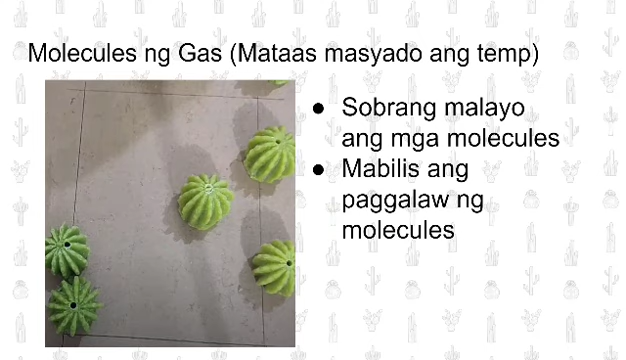 Molecules ng Gas (Mataas masyado ang temp)
● Sobrang malayo
ang mga molecules
● Mabilis ang
paggalaw ng
molecules